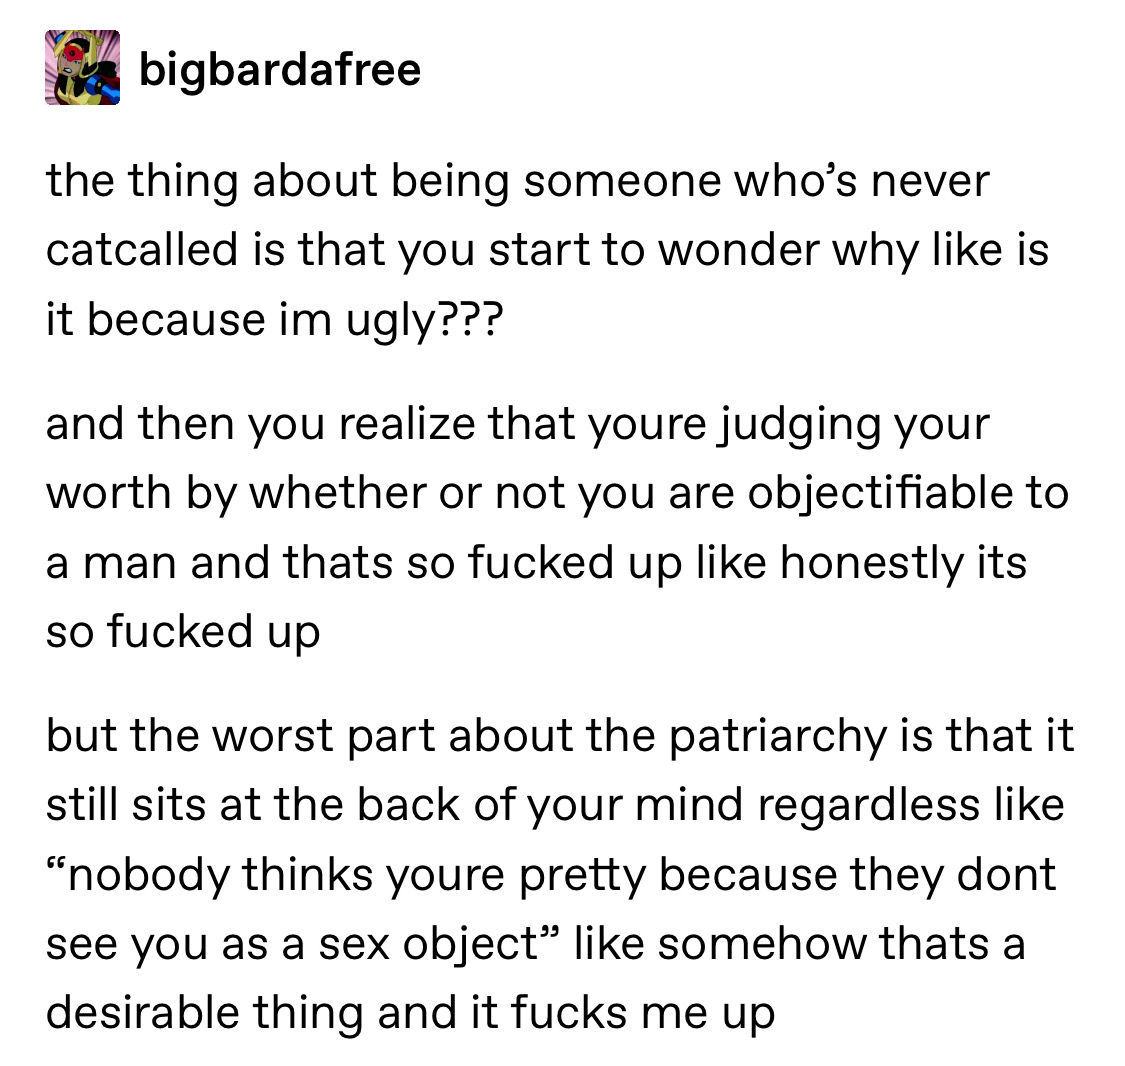 bigbardafree
the thing about being someone who’s never
catcalled is that you start to wonder why like is
it because im ugly???
and then you realize that youre judging your
worth by whether or not you are objectifiable to
a man and thats so fucked up like honestly its
so fucked up
but the worst part about the patriarchy is that it
still sits at the back of your mind regardless like
“nobody thinks youre pretty because they dont
see you as a sex object” like somehow thats a
desirable thing and it fucks me up